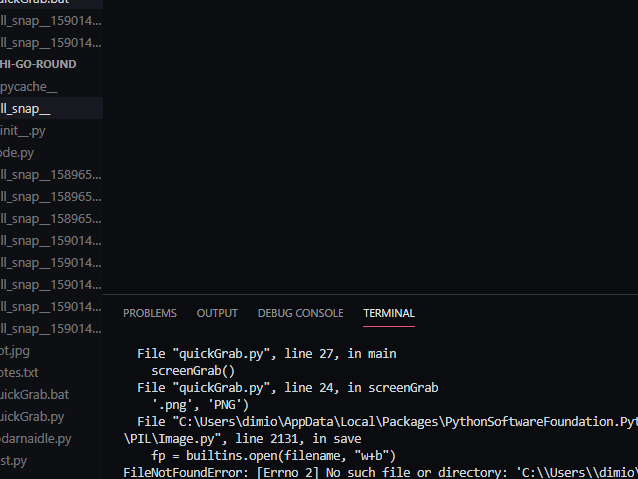 uickGrab.bat
ll_snap__159014...
ll_snap__159014...
HI-GO-ROUND
pycache__
ll_snap__
init__.py
ode.py
ll_snap__158965...
ll_snap__158965...
ll_snap__158965...
ll_snap__159014...
ll_snap__159014...
ll_snap__159014...
ll_snap__159014...
ll_snap__159014...
ot.jpg
otes.txt
uickGrab.bat
uickGrab.py
odarnaidle.py
st.py
PROBLEMS OUTPUT DEBUG CONSOLE TERMINAL
File "quickGrab.py", line 27, in main
screenGrab()
File "quickGrab.py", line 24, in screenGrab
'.png', 'PNG')
File "C:\Users\dimio\AppData\Local\Packages\PythonSoftwareFoundation.Pyt
\PIL\Image.py", line 2131, in save
fp = builtins.open(filename, "w+b")
FileNotFoundError: [Errno 2] No such file or directory: 'C:\\Users\\dimio\